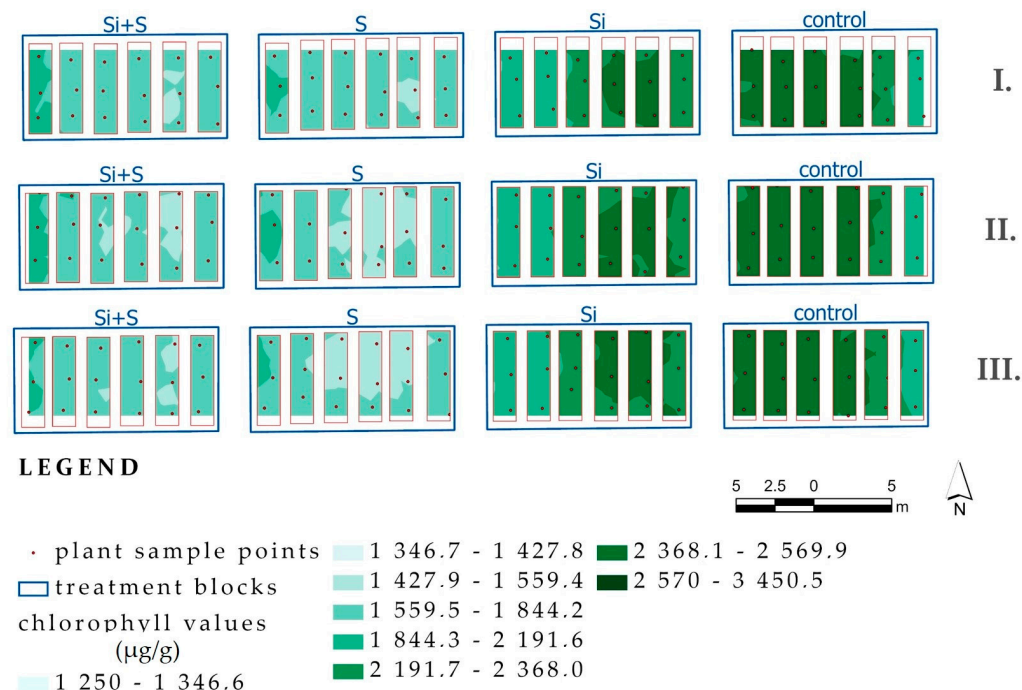 Si+S S Si control
I.
Si+S S Si control
II.
Si+S S Si control
III.
LEGEND
5 2.5 0 5
m
N
plant sample points
treatment blocks
chlorophyll values
(µg/g)
1 250 - 1 346.6
1 346.7 - 1 427.8
1 427.9 - 1 559.4
1 559.5 - 1 844.2
1 844.3 - 2 191.6
2 191.7 - 2 368.0
2 368.1 - 2 569.9
2 570 - 3 450.5